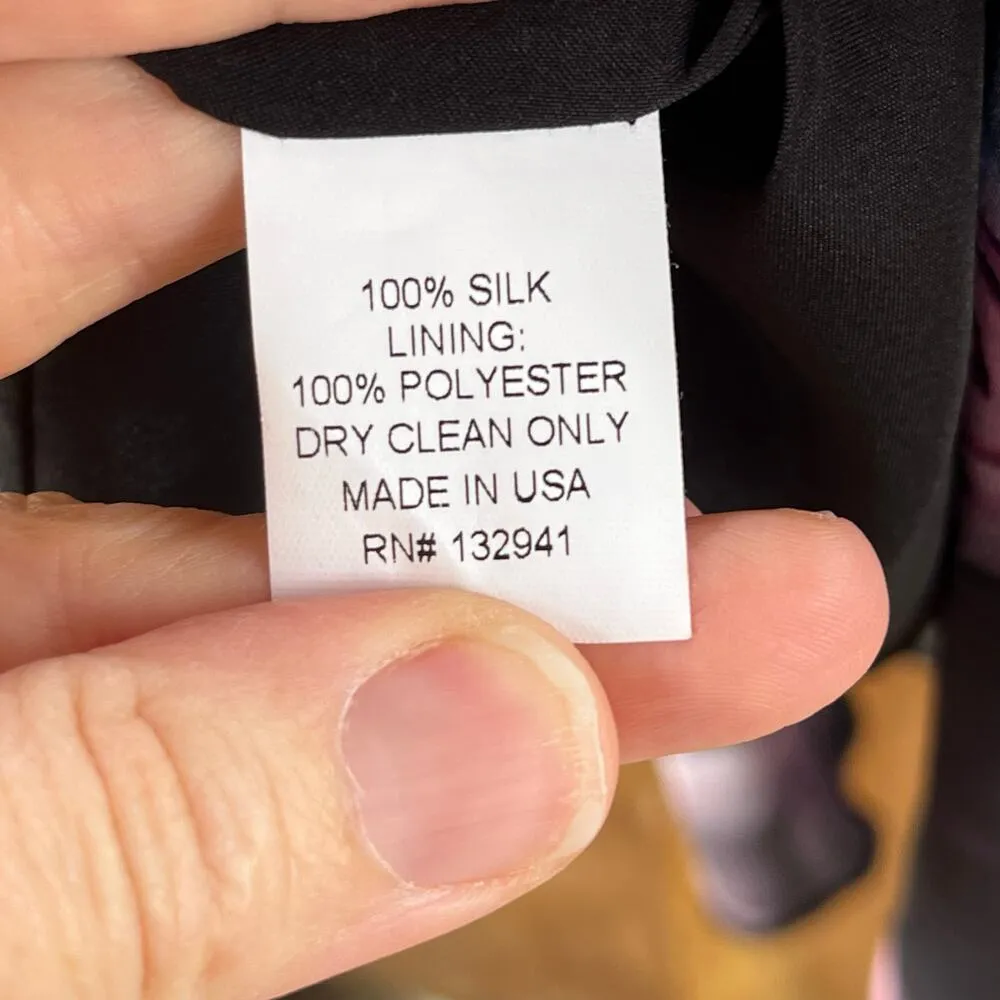 100% SILK
LINING:
100% POLYESTER
DRY CLEAN ONLY
MADE IN USA
RN# 132941